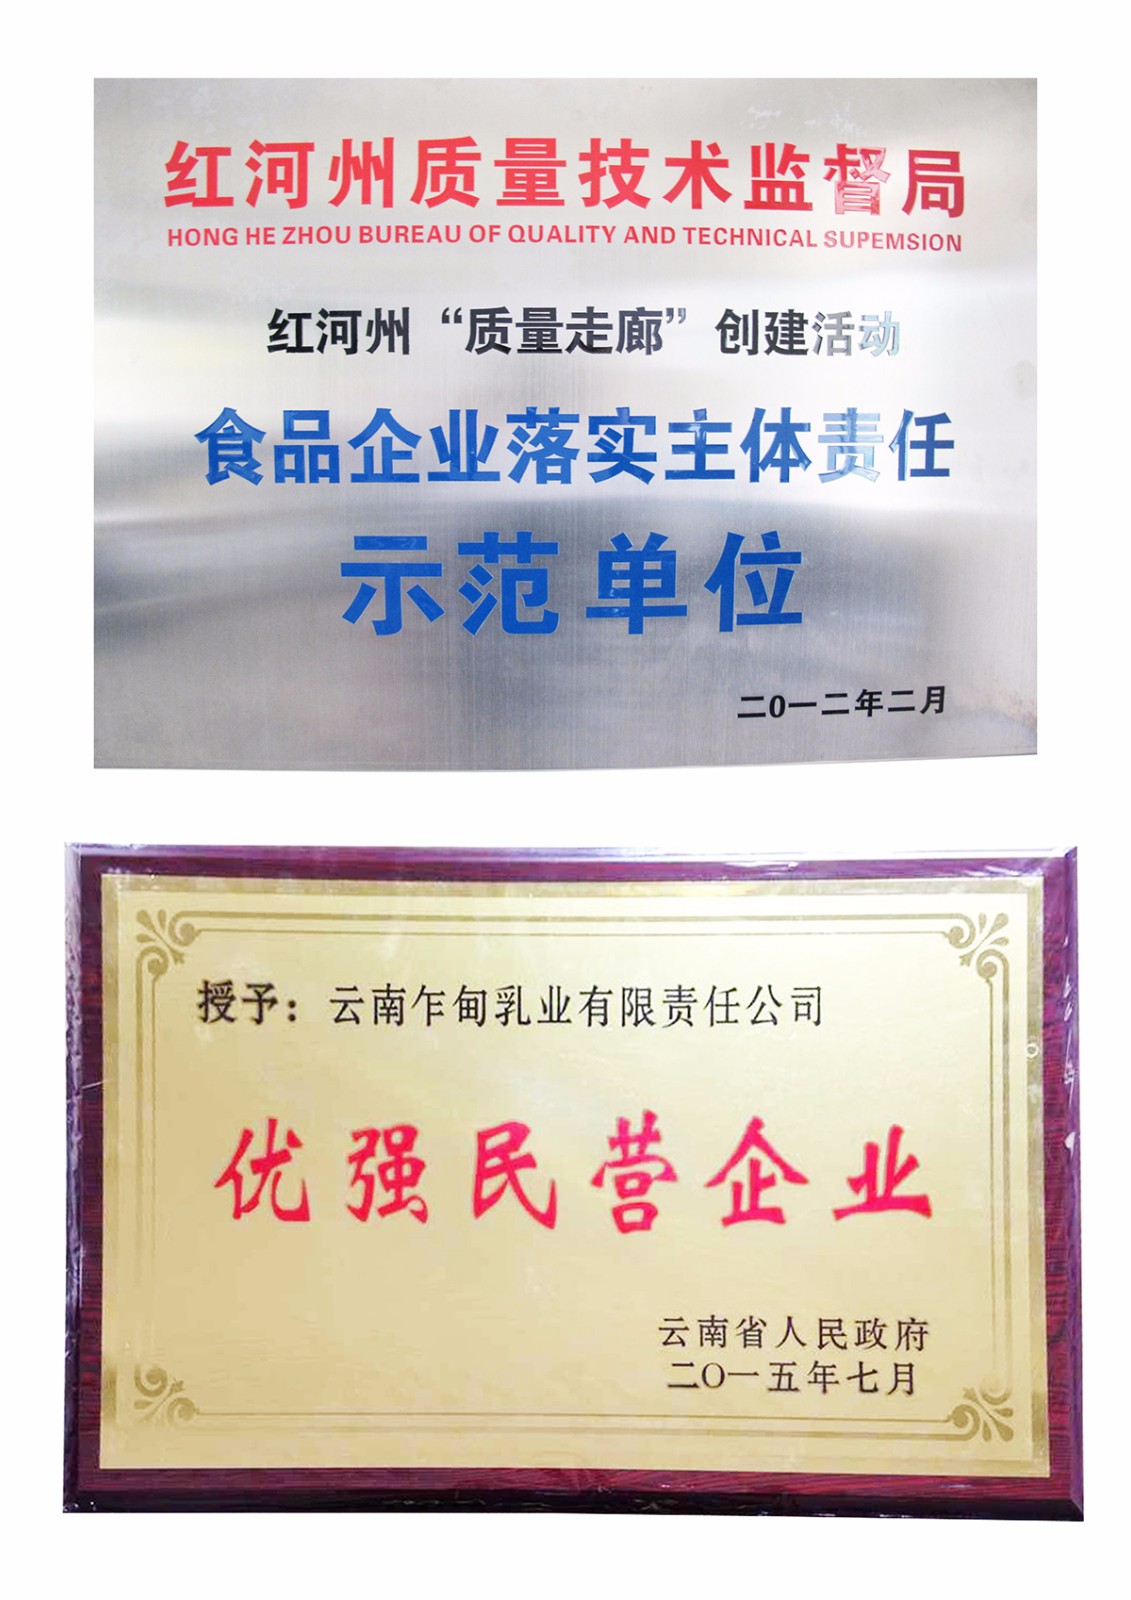 红河州质量技术监督局
HONG HE ZHOU BUREAU OF QUALITY AND TECHNICAL SUPEMSION
红河州“质量走廊”创建活动
食品企业落实主体责任
示范单位
二0一二年二月
授予：云南乍甸乳业有限责任公司
优强民营企业
云南省人民政府
二〇一五年七月